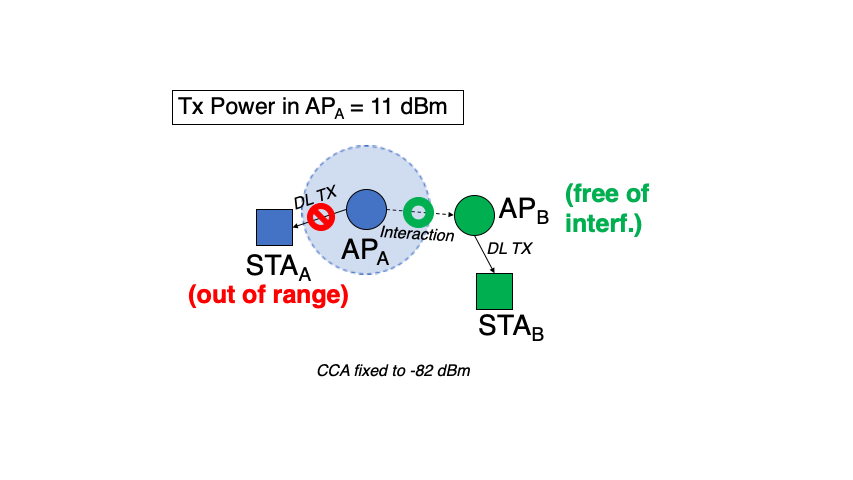 Tx Power in APA = 11 dBm
(free of
interf.)
DL TX
APB
Interaction
APA
DL TX
STAA
(out of range)
STAB
CCA fixed to -82 dBm